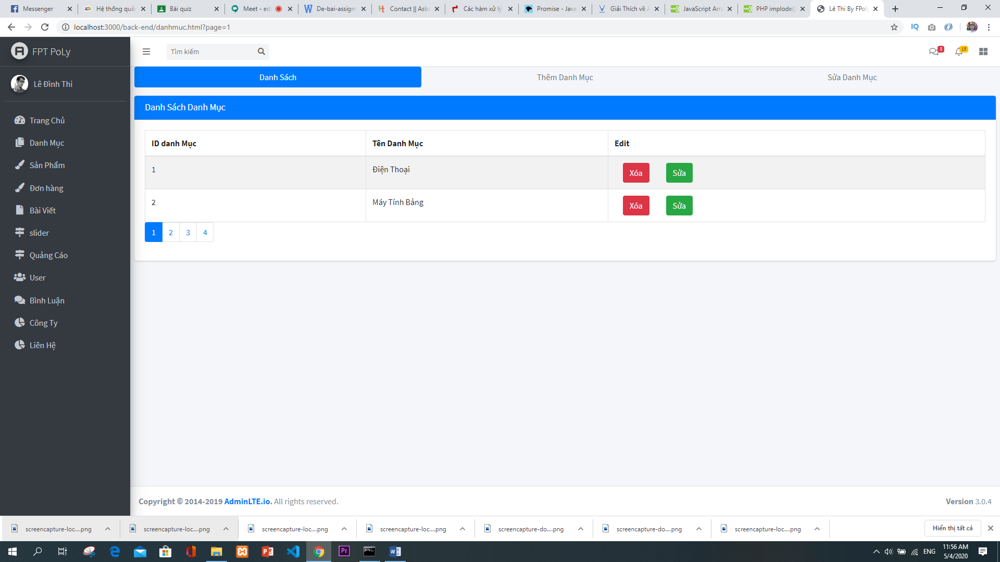 Messenger
Hệ thống quản
Bài quiz
Meet - edo
De-bai-assigm
Contact || Asba
Các hàm xử lý
Promise - Java
Giải Thích về A
JavaScript Arra
PHP implode()
Lê Thi By FPoly
localhost:3000/back-end/danhmuc.html?page=1
IQ
FPT PoLy
Tìm kiếm
3
15
Lê Đình Thi
Danh Sách
Thêm Danh Mục
Sửa Danh Mục
Danh Sách Danh Mục
Trang Chủ
Danh Mục
Sản Phẩm
Đơn hàng
Bài Viết
slider
Quảng Cáo
User
Bình Luận
Công Ty
Liên Hệ
ID danh Mục
Tên Danh Mục
Edit
1
Điện Thoại
Xóa
Sửa
2
Máy Tính Bảng
Xóa
Sửa
1
2
3
4
Copyright © 2014-2019 AdminLTE.io. All rights reserved.
Version 3.0.4
screencapture-loc....png
screencapture-loc....png
screencapture-loc....png
screencapture-loc....png
screencapture-do....png
screencapture-do....png
screencapture-loc....png
Hiển thị tất cả
ENG
11:56 AM
5/4/2020